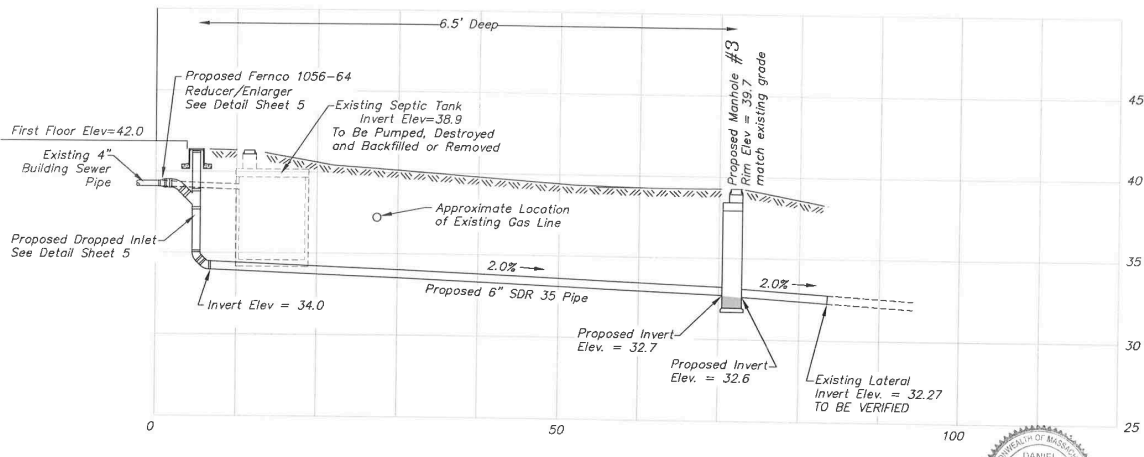 6.5' Deep
Proposed Manhole #3
Rim Elev = 39.7
match existing grade
45
Proposed Fernco 1056-64
Reducer/Enlarger
See Detail Sheet 5
Existing Septic Tank
Invert Elev=38.9
To Be Pumped, Destroyed
and Backfilled or Removed
First Floor Elev=42.0
Existing 4"
Building Sewer
Pipe
40
Approximate Location
of Existing Gas Line
Proposed Dropped Inlet
See Detail Sheet 5
35
2.0%
2.0%
Proposed 6" SDR 35 Pipe
Invert Elev = 34.0
Proposed Invert
Elev. = 32.7
30
Proposed Invert
Elev. = 32.6
Existing Lateral
Invert Elev. = 32.27
TO BE VERIFIED
25
0
50
100
DANIEL